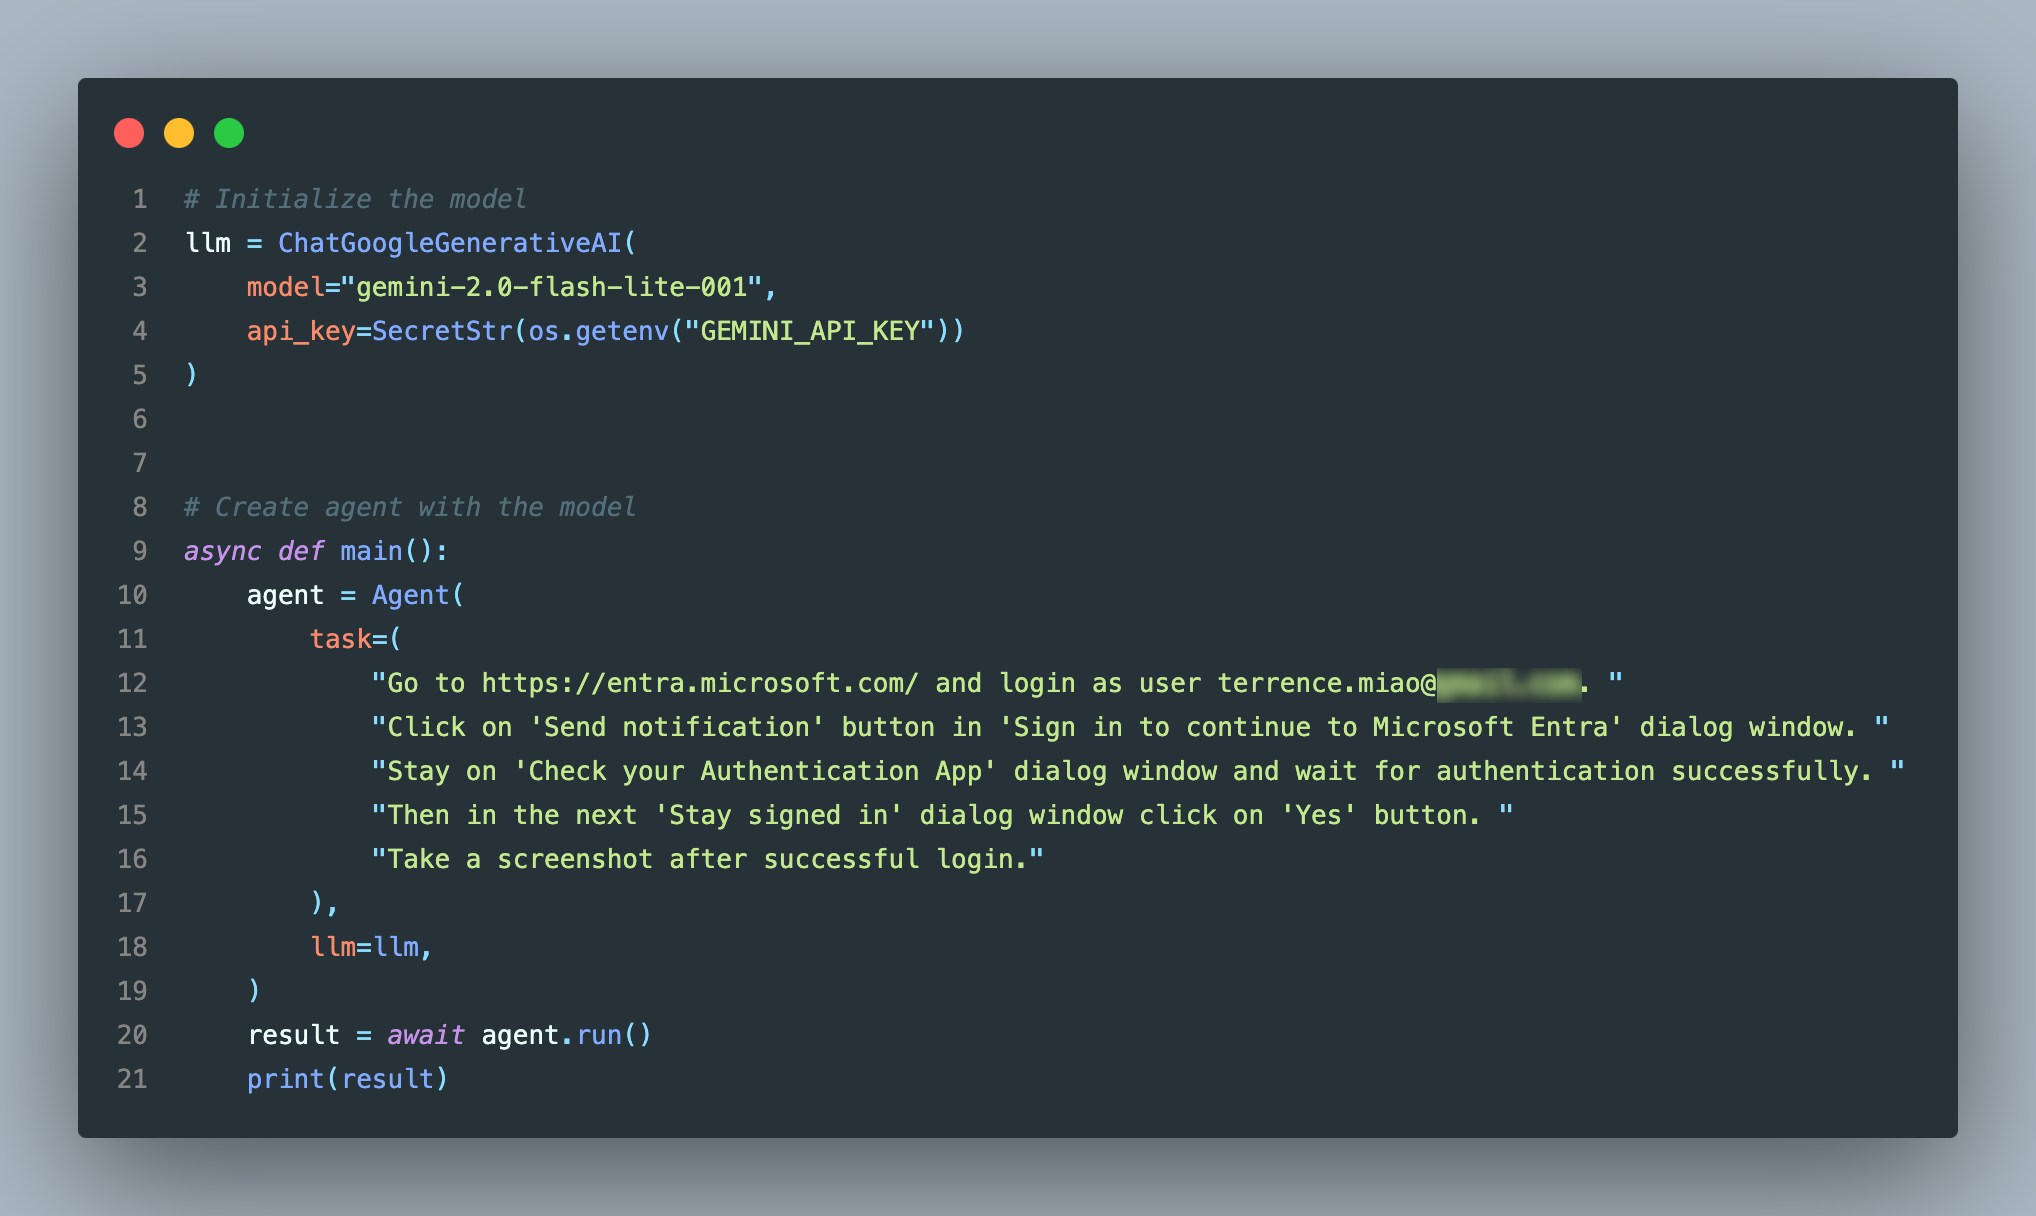 1 # Initialize the model
2 llm = ChatGoogleGenerativeAI(
3     model="gemini-2.0-flash-lite-001",
4     api_key=SecretStr(os.getenv("GEMINI_API_KEY"))
5 )
6
7
8 # Create agent with the model
9 async def main():
10     agent = Agent(
11         task=(
12             "Go to https://entra.microsoft.com/ and login as user terrence.miao@. "
13             "Click on 'Send notification' button in 'Sign in to continue to Microsoft Entra' dialog window. "
14             "Stay on 'Check your Authentication App' dialog window and wait for authentication successfully. "
15             "Then in the next 'Stay signed in' dialog window click on 'Yes' button. "
16             "Take a screenshot after successful login."
17         ),
18         llm=llm,
19     )
20     result = await agent.run()
21     print(result)